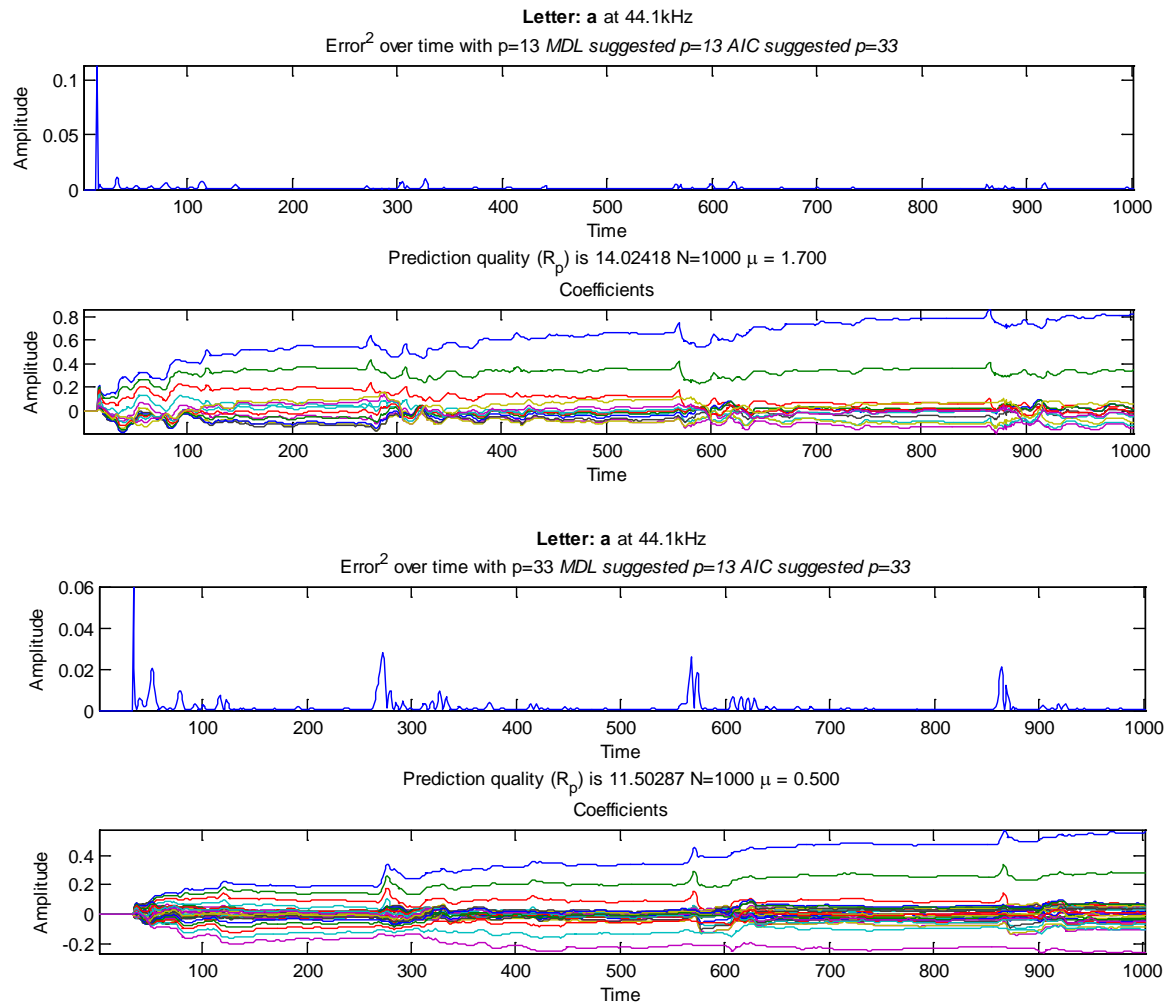 Letter: a at 44.1kHz
Error² over time with p=13 MDL suggested p=13 AIC suggested p=33
0.1
0.05
0
Amplitude
100 200 300 400 500 600 700 800 900 1000
Time
Prediction quality (Rp) is 14.02418 N=1000 μ = 1.700
Coefficients
0.8
0.6
0.4
0.2
0
Amplitude
100 200 300 400 500 600 700 800 900 1000
Time
Letter: a at 44.1kHz
Error² over time with p=33 MDL suggested p=13 AIC suggested p=33
0.06
0.04
0.02
0
Amplitude
100 200 300 400 500 600 700 800 900 1000
Time
Prediction quality (Rp) is 11.50287 N=1000 μ = 0.500
Coefficients
0.4
0.2
0
-0.2
Amplitude
100 200 300 400 500 600 700 800 900 1000
Time